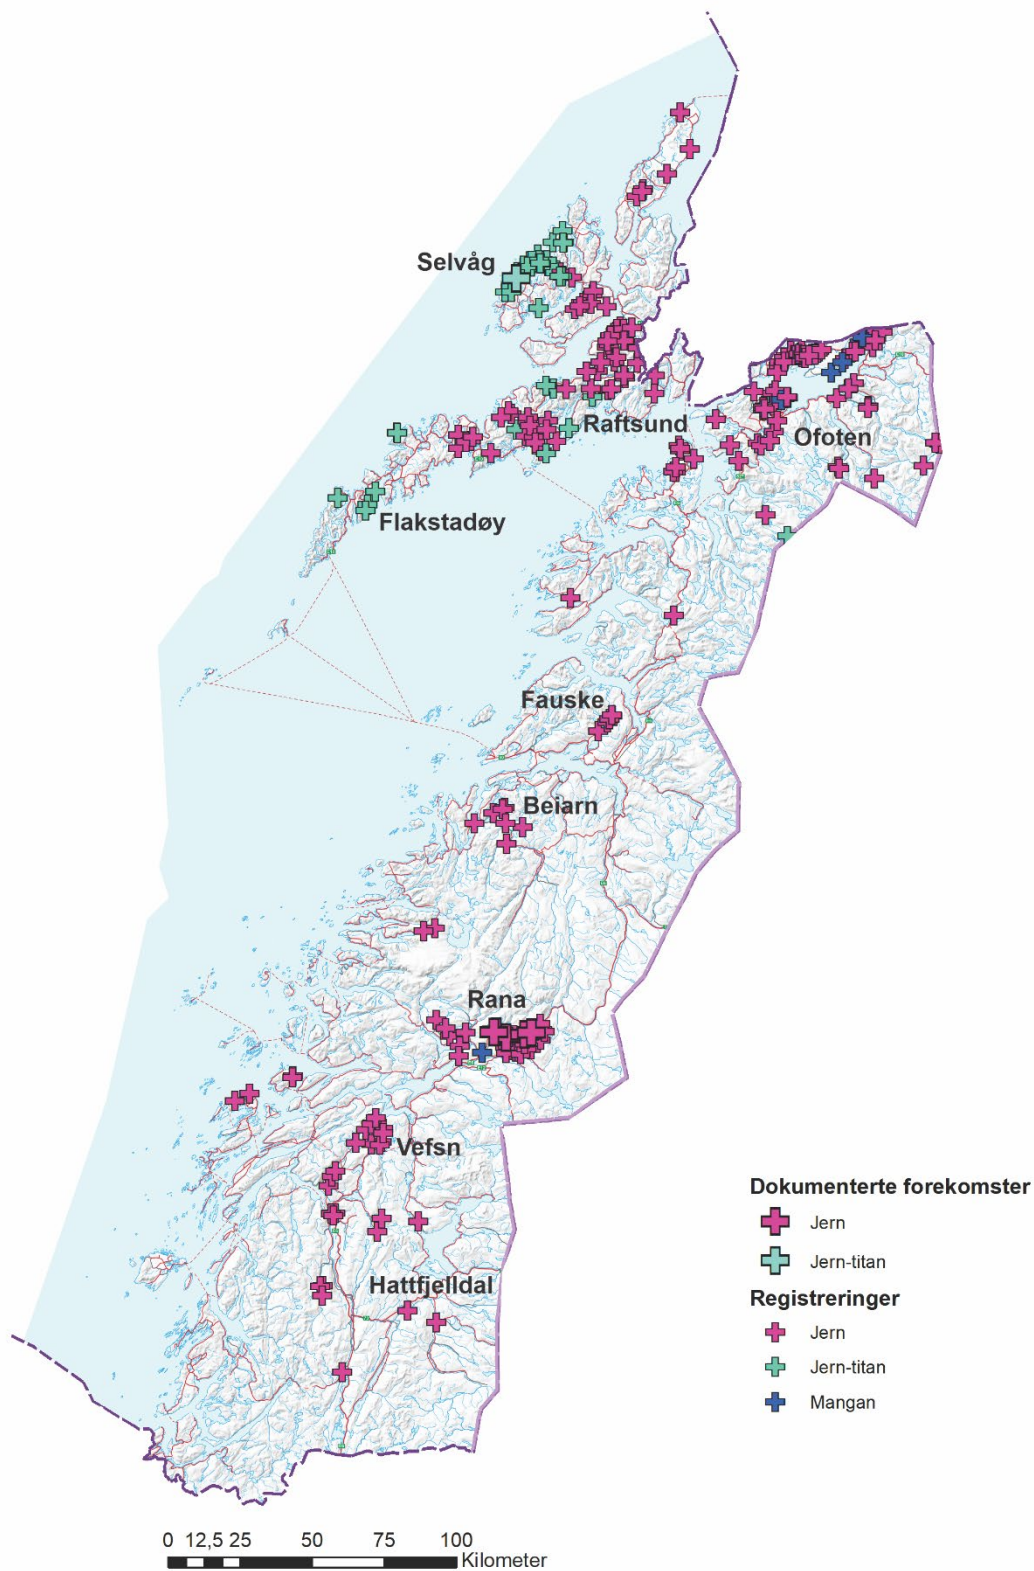 Selvåg
Raftsund
Ofoten
Flakstadøy
Fauske
Beiarn
Rana
Vefsn
Hattfjelldal
Dokumenterte forekomster
Jern
Jern-titan
Registreringer
Jern
Jern-titan
Mangan
0 12,5 25 50 75 100
Kilometer